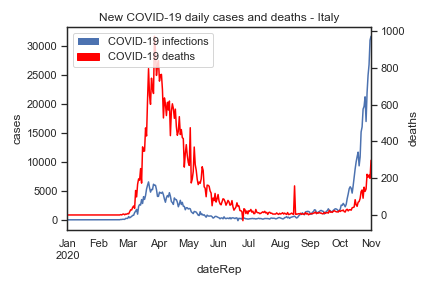 New COVID-19 daily cases and deaths - Italy
COVID-19 infections
COVID-19 deaths
30000
25000
20000
15000
10000
5000
0
cases
1000
800
600
400
200
0
deaths
Jan Feb Mar Apr May Jun Jul Aug Sep Oct Nov
2020
dateRep